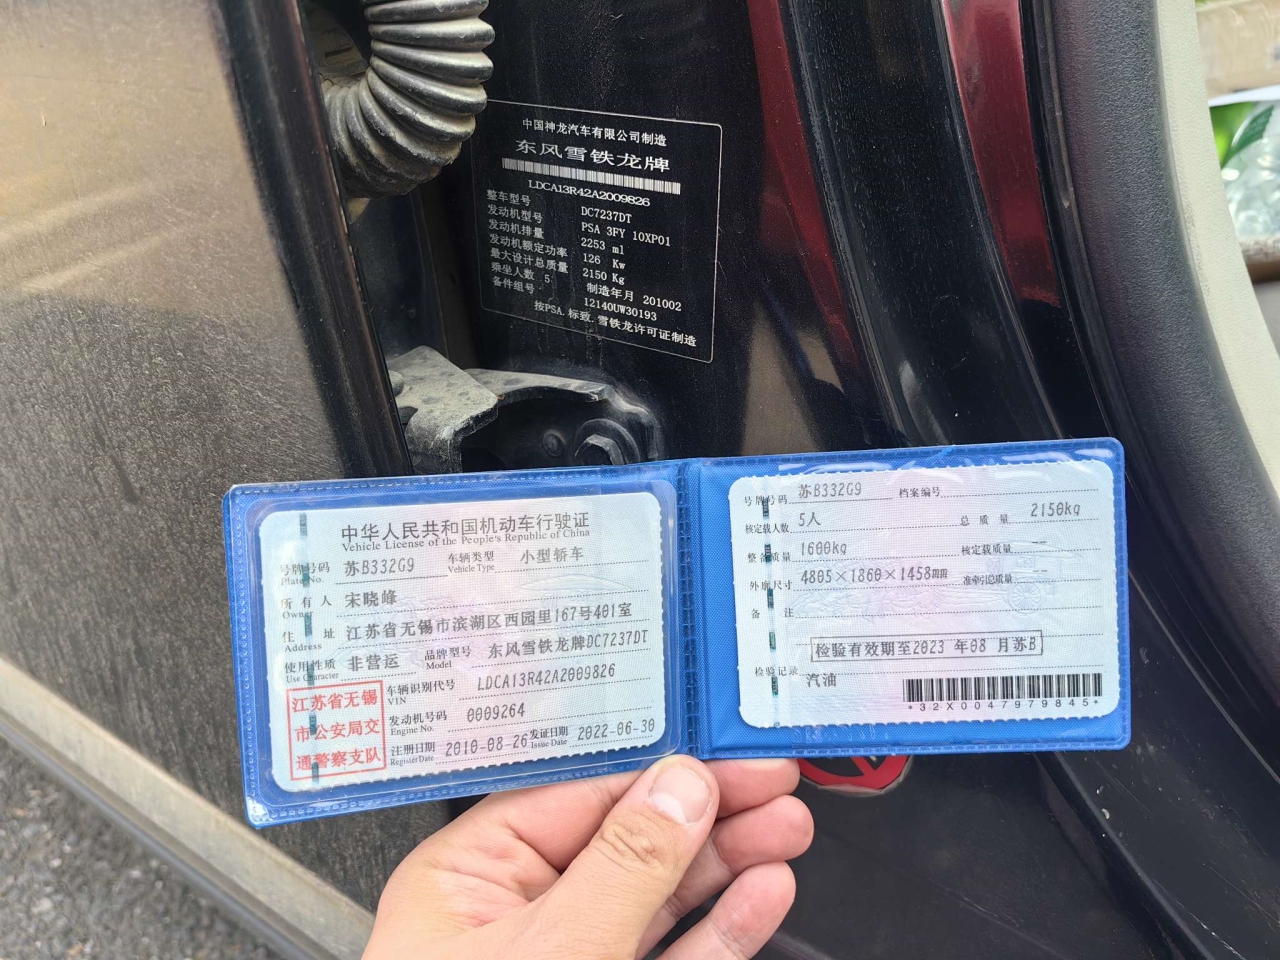 中国神龙汽车有限公司制造
东风雪铁龙牌
LDCA13R42A2009826
整车型号 DC7237DT
发动机型号 PSA 3FY 10XP01
发动机排量 2253 ml
发动机额定功率 126 Kw
最大设计总质量 2150 Kg
乘坐人数 5 制造年月 201002
备件组号 12140UW30193
按PSA.标致.雪铁龙许可证制造
中华人民共和国机动车行驶证
Vehicle License of the People's Republic of China
号牌号码 苏B332G9 车辆类型 小型轿车
Plate No. Vehicle Type
所有人 宋晓峰
Owner
住址 江苏省无锡市滨湖区西园里167号401室
Address
使用性质 非营运 品牌型号 东风雪铁龙牌DC7237DT
Use Character Model
江苏省无锡市公安局交通警察支队
车辆识别代号 LDCA13R42A2009826
VIN
发动机号码 0009264
Engine No.
注册日期 2010-08-26 发证日期 2022-06-30
Register Date Issue Date
号牌号码 苏B332G9 档案编号
核定载人数 5人 总质量 2150kg
整备质量 1600kg 核定载质量 --
外廓尺寸 4805×1860×1458mm 准牵引总质量 --
备注
检验有效期至2023 年08 月苏B
检验记录
汽油
*32X0047979845*